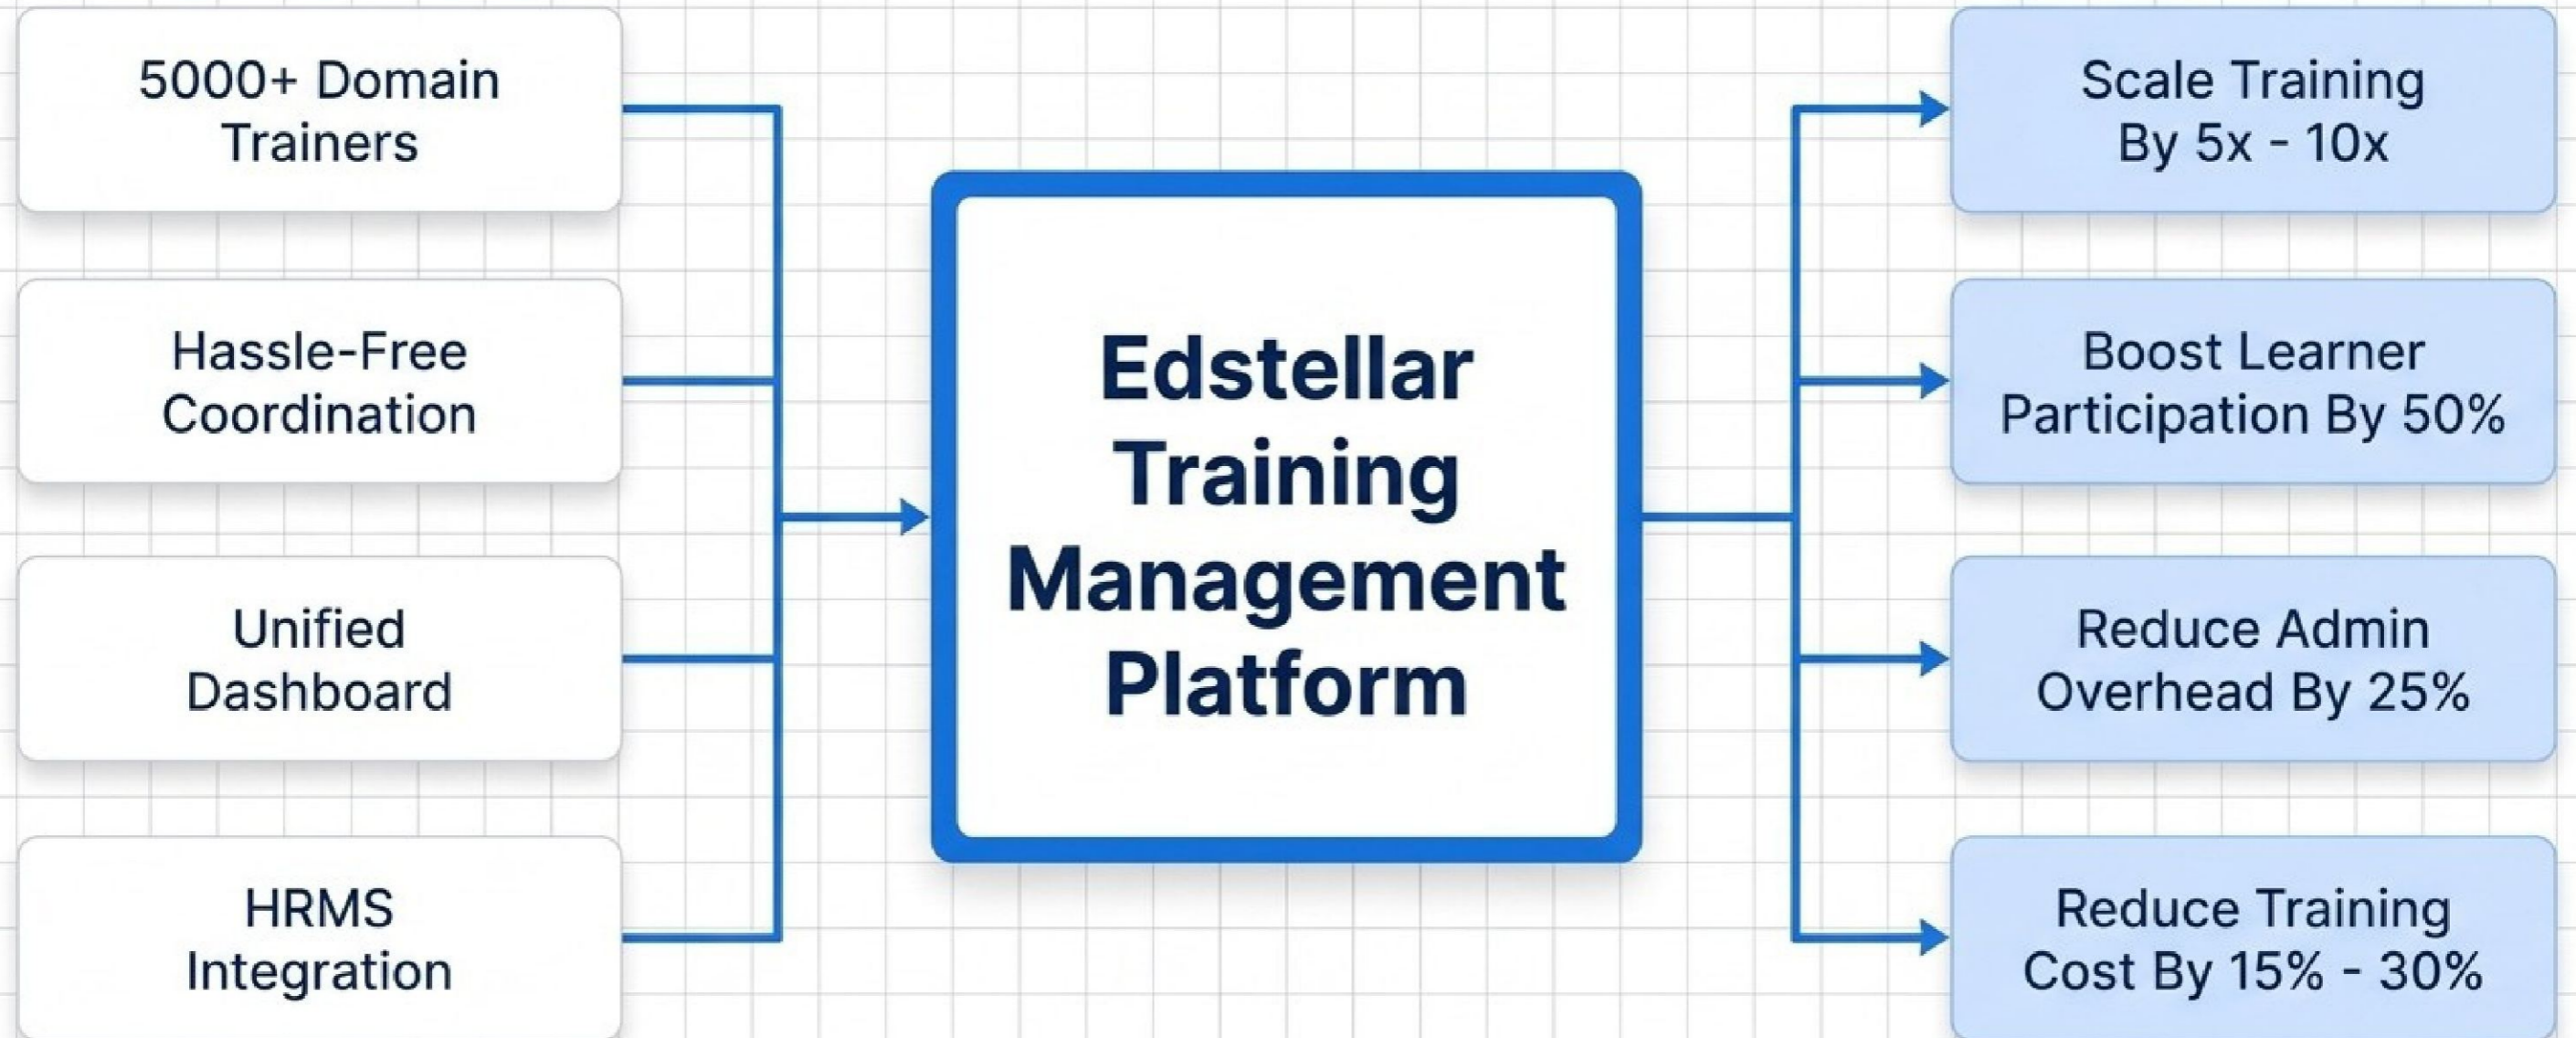 5000+ Domain
Trainers
Hassle-Free
Coordination
Unified
Dashboard
HRMS
Integration
Edstellar
Training
Management
Platform
Scale Training
By 5x - 10x
Boost Learner
Participation By 50%
Reduce Admin
Overhead By 25%
Reduce Training
Cost By 15% - 30%